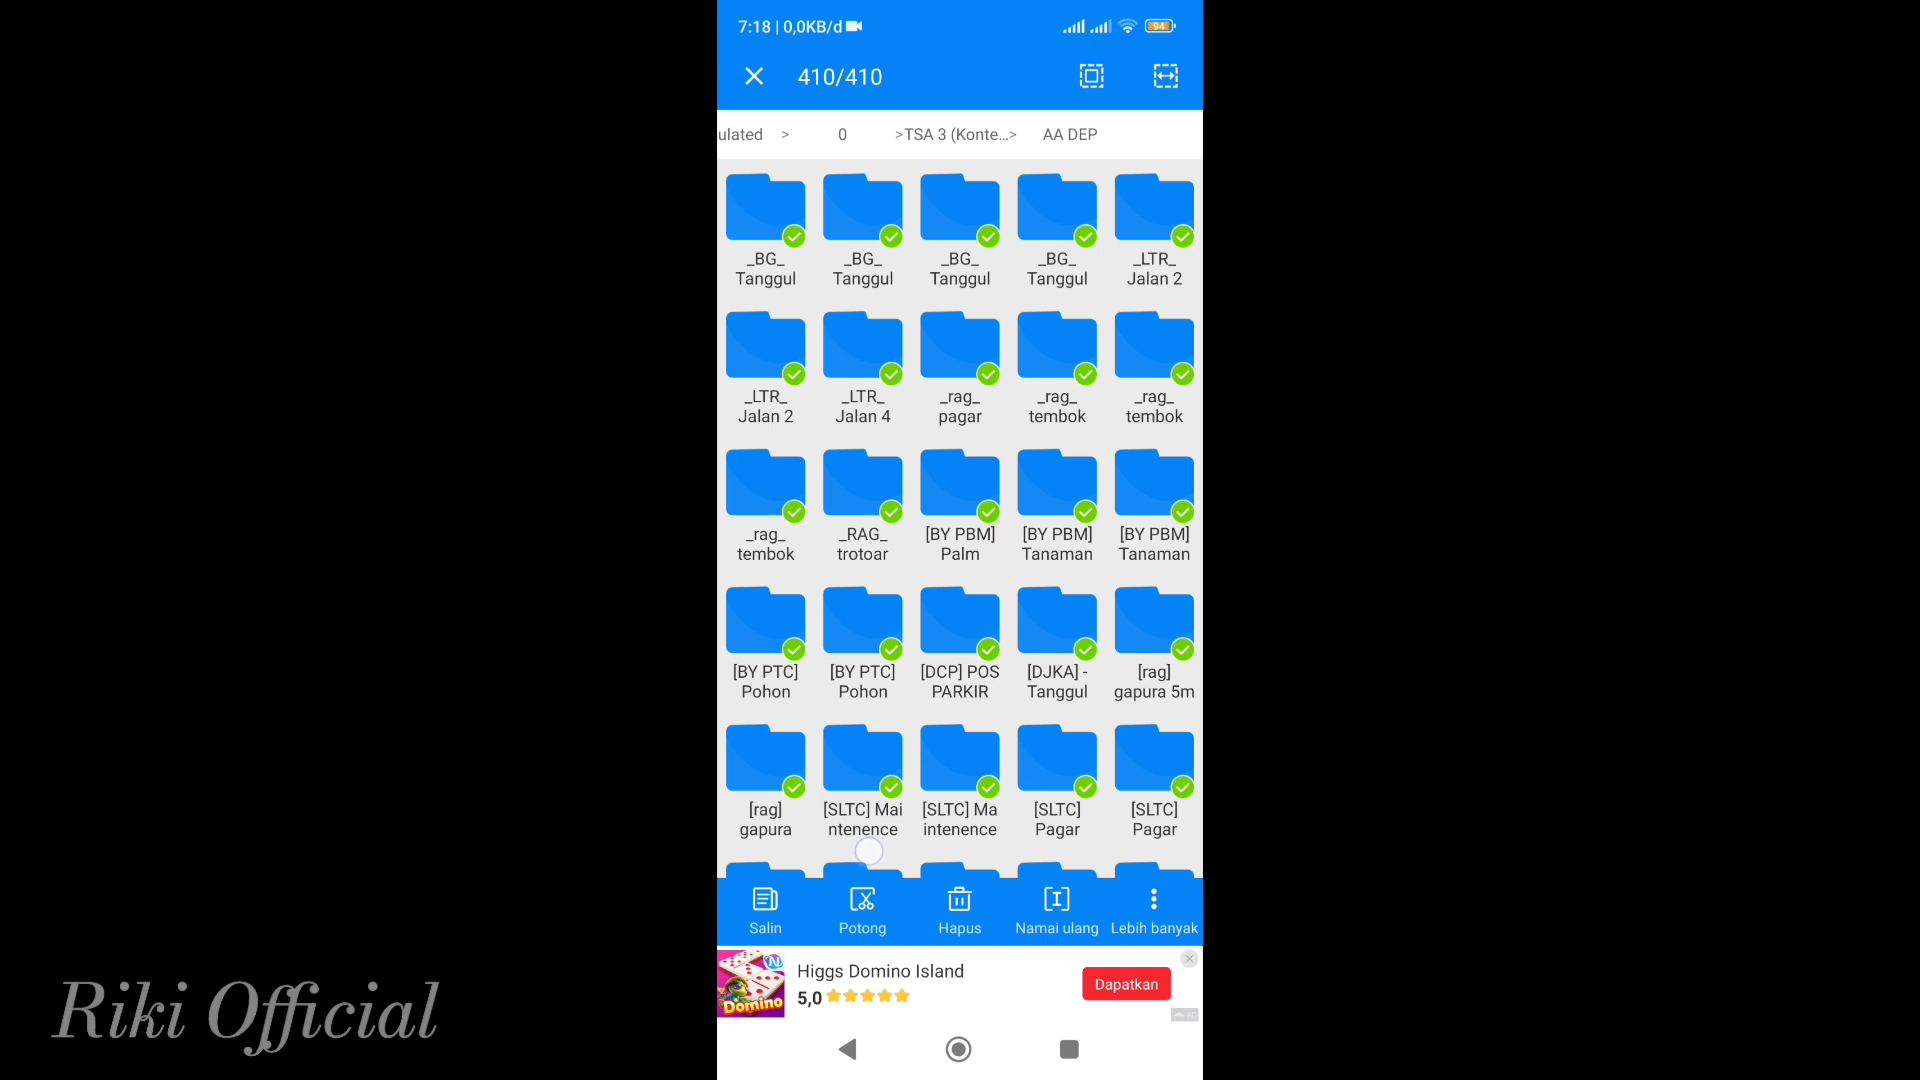 7:18 | 0,0KB/d
94
410/410
ulated > 0 >TSA 3 (Konte...> AA DEP
_BG_ Tanggul
_BG_ Tanggul
_BG_ Tanggul
_BG_ Tanggul
_LTR_ Jalan 2
_LTR_ Jalan 2
_LTR_ Jalan 4
_rag_ pagar
_rag_ tembok
_rag_ tembok
_rag_ tembok
_RAG_ trotoar
[BY PBM] Palm
[BY PBM] Tanaman
[BY PBM] Tanaman
[BY PTC] Pohon
[BY PTC] Pohon
[DCP] POS PARKIR
[DJKA] - Tanggul
[rag] gapura 5m
[rag] gapura
[SLTC] Mai ntenence
[SLTC] Ma intenence
[SLTC] Pagar
[SLTC] Pagar
Salin
Potong
Hapus
Namai ulang
Lebih banyak
Domino
Higgs Domino Island
5,0
Dapatkan
Riki Official